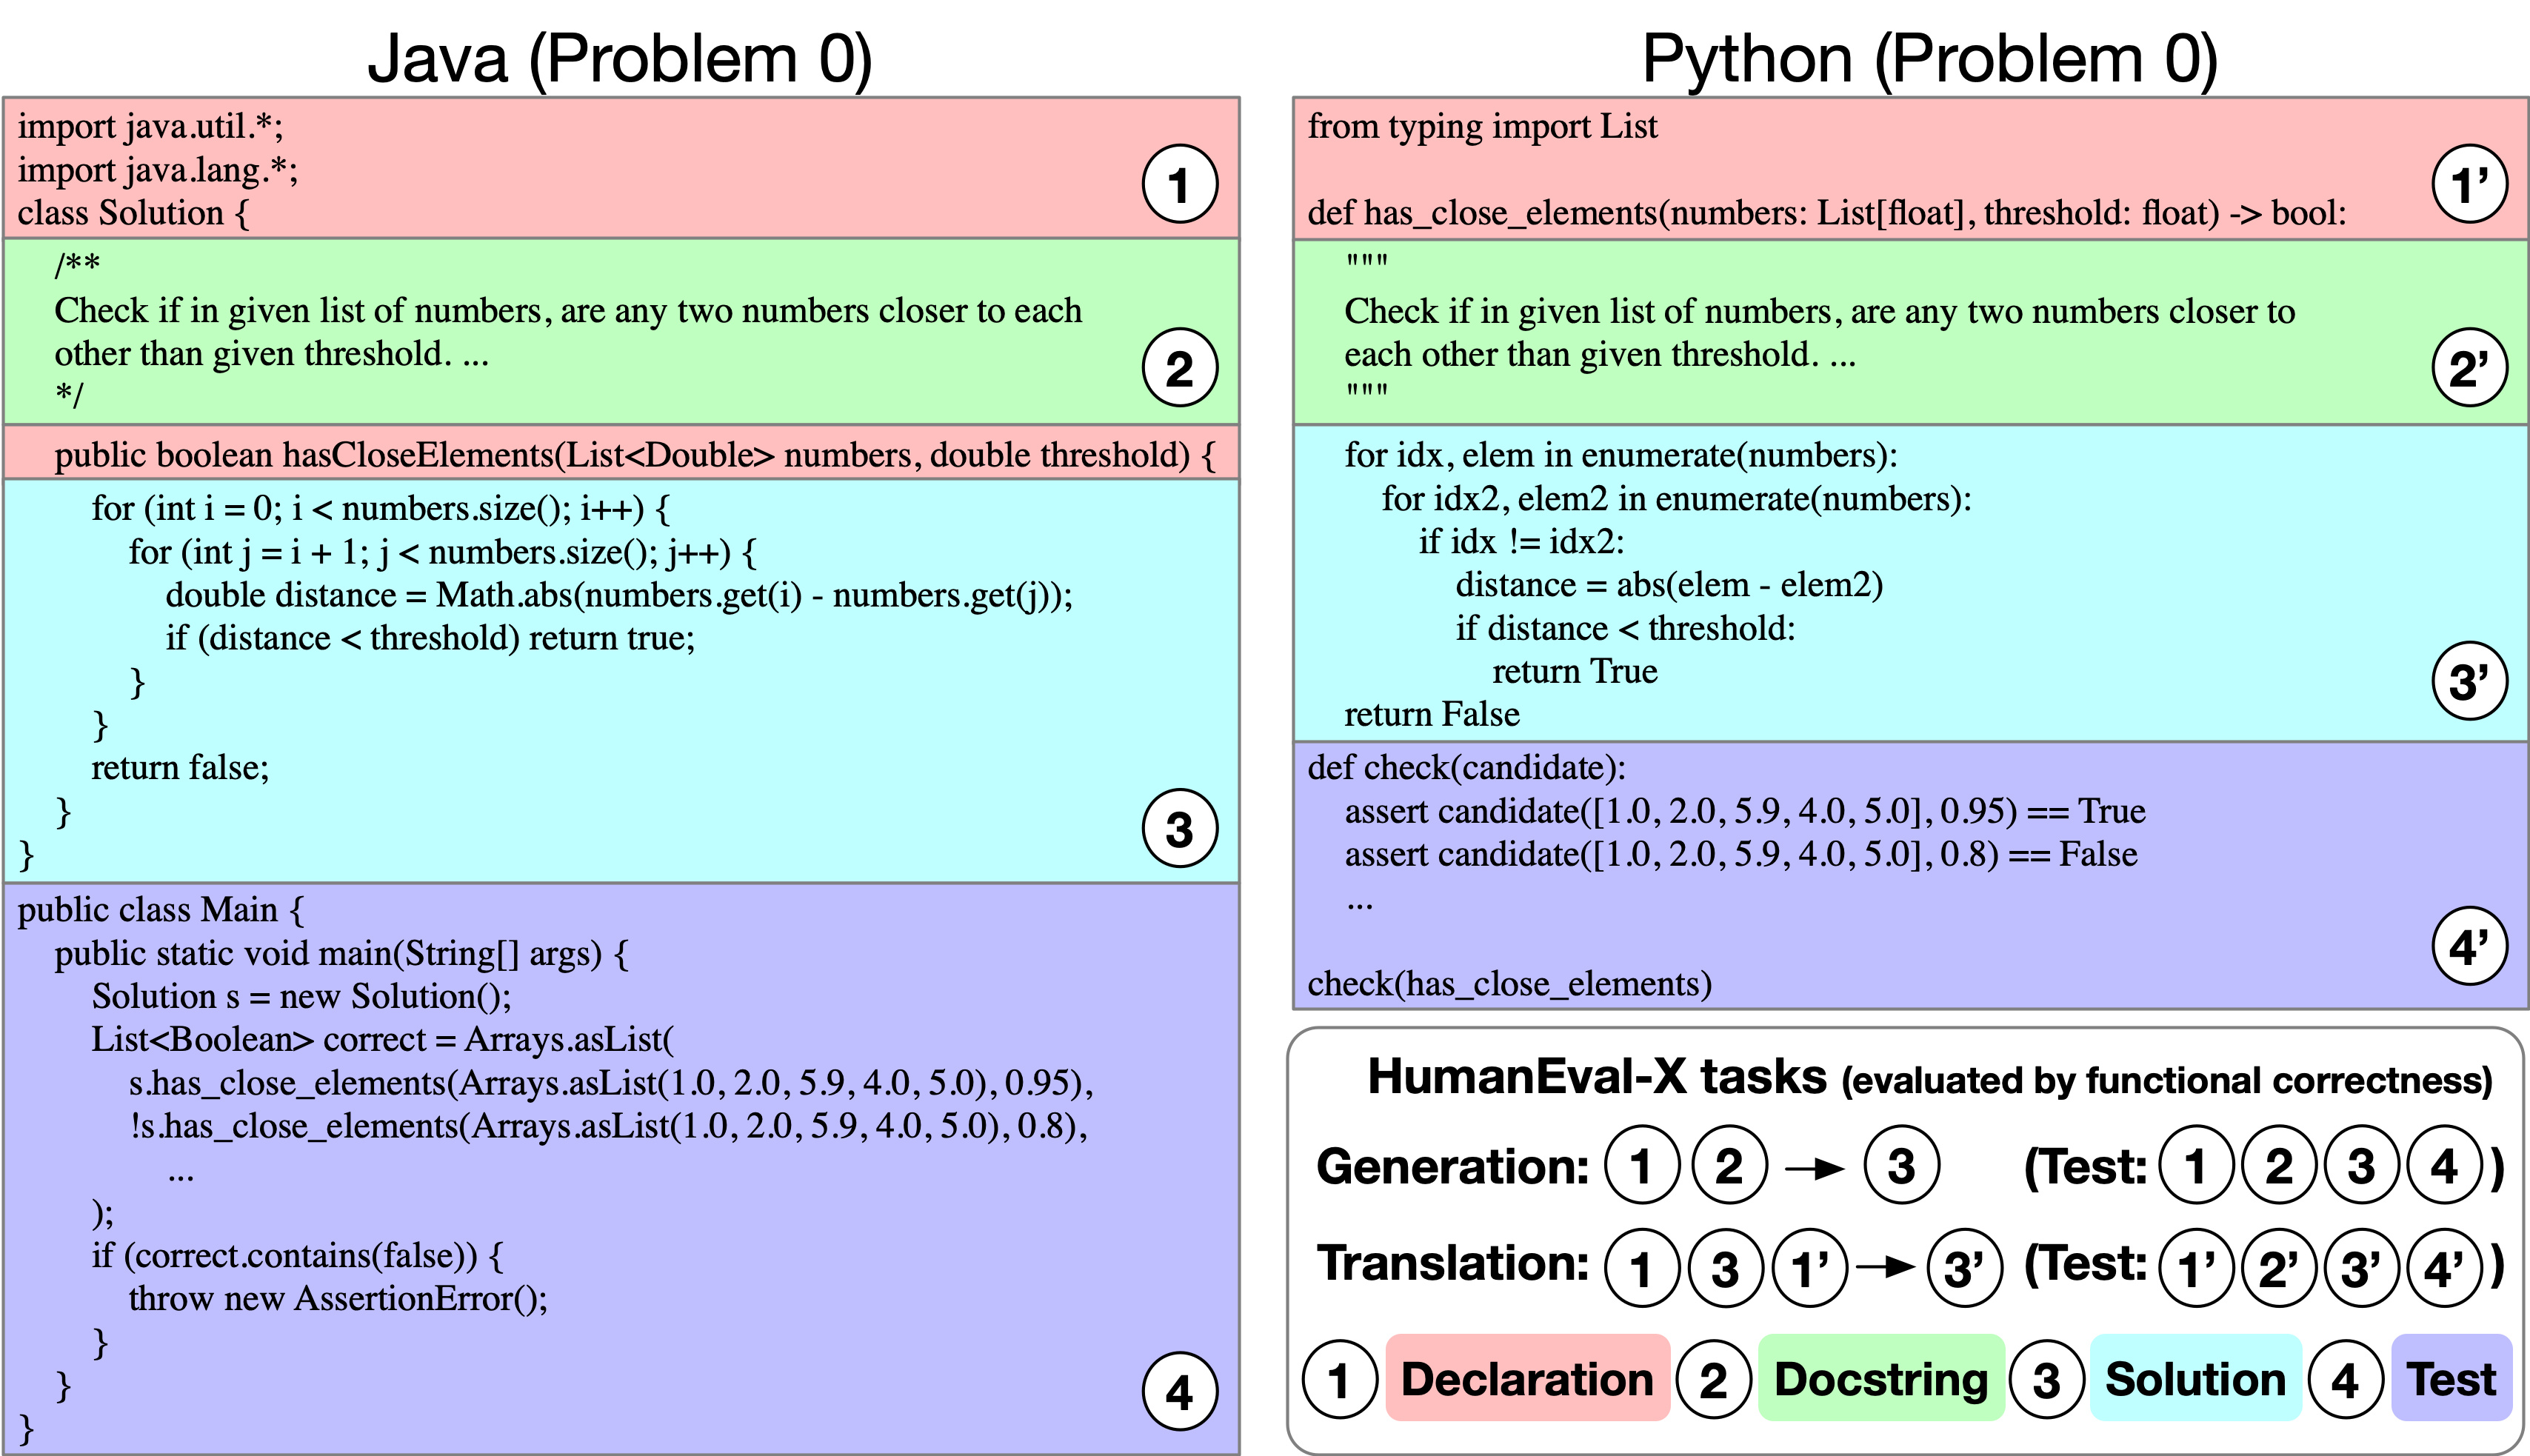 Java (Problem 0)
import java.util.*;
import java.lang.*;
class Solution {
1
/**
Check if in given list of numbers, are any two numbers closer to each
other than given threshold. ...
*/
2
public boolean hasCloseElements(List<Double> numbers, double threshold) {
for (int i = 0; i < numbers.size(); i++) {
for (int j = i + 1; j < numbers.size(); j++) {
double distance = Math.abs(numbers.get(i) - numbers.get(j));
if (distance < threshold) return true;
}
}
return false;
}
}
3
public class Main {
public static void main(String[] args) {
Solution s = new Solution();
List<Boolean> correct = Arrays.asList(
s.has_close_elements(Arrays.asList(1.0, 2.0, 5.9, 4.0, 5.0), 0.95),
!s.has_close_elements(Arrays.asList(1.0, 2.0, 5.9, 4.0, 5.0), 0.8),
...
);
if (correct.contains(false)) {
throw new AssertionError();
}
}
}
4
Python (Problem 0)
from typing import List
def has_close_elements(numbers: List[float], threshold: float) -> bool:
1’
"""
Check if in given list of numbers, are any two numbers closer to
each other than given threshold. ...
"""
2’
for idx, elem in enumerate(numbers):
for idx2, elem2 in enumerate(numbers):
if idx != idx2:
distance = abs(elem - elem2)
if distance < threshold:
return True
return False
3’
def check(candidate):
assert candidate([1.0, 2.0, 5.9, 4.0, 5.0], 0.95) == True
assert candidate([1.0, 2.0, 5.9, 4.0, 5.0], 0.8) == False
...
check(has_close_elements)
4’
HumanEval-X tasks (evaluated by functional correctness)
Generation: 1 2 → 3 (Test: 1 2 3 4 )
Translation: 1 3 1’ → 3’ (Test: 1’ 2’ 3’ 4’ )
1 Declaration 2 Docstring 3 Solution 4 Test